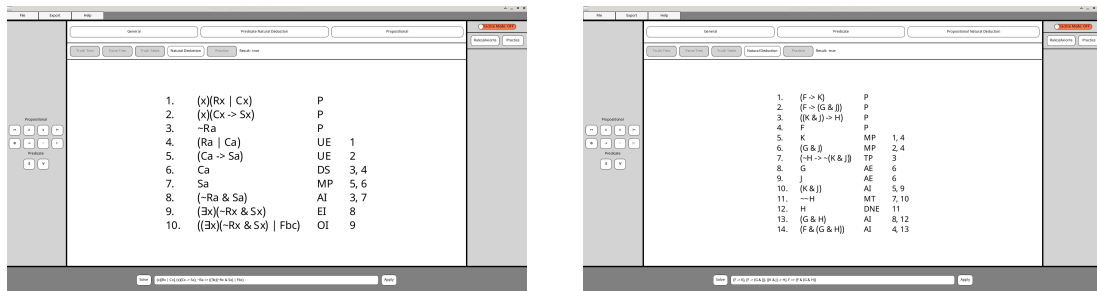 File Export Help
General Predicate Natural Deduction Propositional
Active Mode: OFF
Truth Tree Parse Tree Truth Table Natural Deduction Practice Result: true
Rules/Axioms Practice
Propositional
Predicate
1. (x)(Rx | Cx) P
2. (x)(Cx -> Sx) P
3. ~Ra P
4. (Ra | Ca) UE 1
5. (Ca -> Sa) UE 2
6. Ca DS 3, 4
7. Sa MP 5, 6
8. (~Ra & Sa) AI 3, 7
9. (∃x)(~Rx & Sx) EI 8
10. ((∃x)(~Rx & Sx) | Fbc) OI 9
Solve Apply
File Export Help
General Predicate Propositional Natural Deduction
Active Mode: OFF
Truth Tree Parse Tree Truth Table Natural Deduction Practice Result: true
Rules/Axioms Practice
Propositional
Predicate
1. (F -> K) P
2. (F -> (G & J)) P
3. ((K & J) -> H) P
4. F P
5. K MP 1, 4
6. (G & J) MP 2, 4
7. (~H -> ~(K & J)) TP 3
8. G AE 6
9. J AE 6
10. (K & J) AI 5, 9
11. ~~H MT 7, 10
12. H DNE 11
13. (G & H) AI 8, 12
14. (F & (G & H)) AI 4, 13
Solve Apply